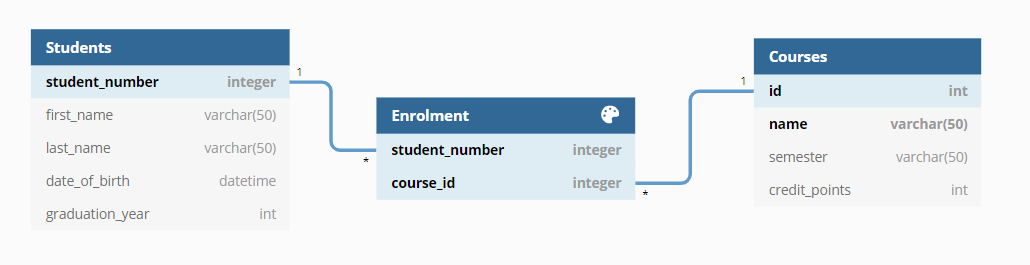 Students
student_number integer
first_name varchar(50)
last_name varchar(50)
date_of_birth datetime
graduation_year int
1
*
Enrolment
student_number integer
course_id integer
*
1
Courses
id int
name varchar(50)
semester varchar(50)
credit_points int